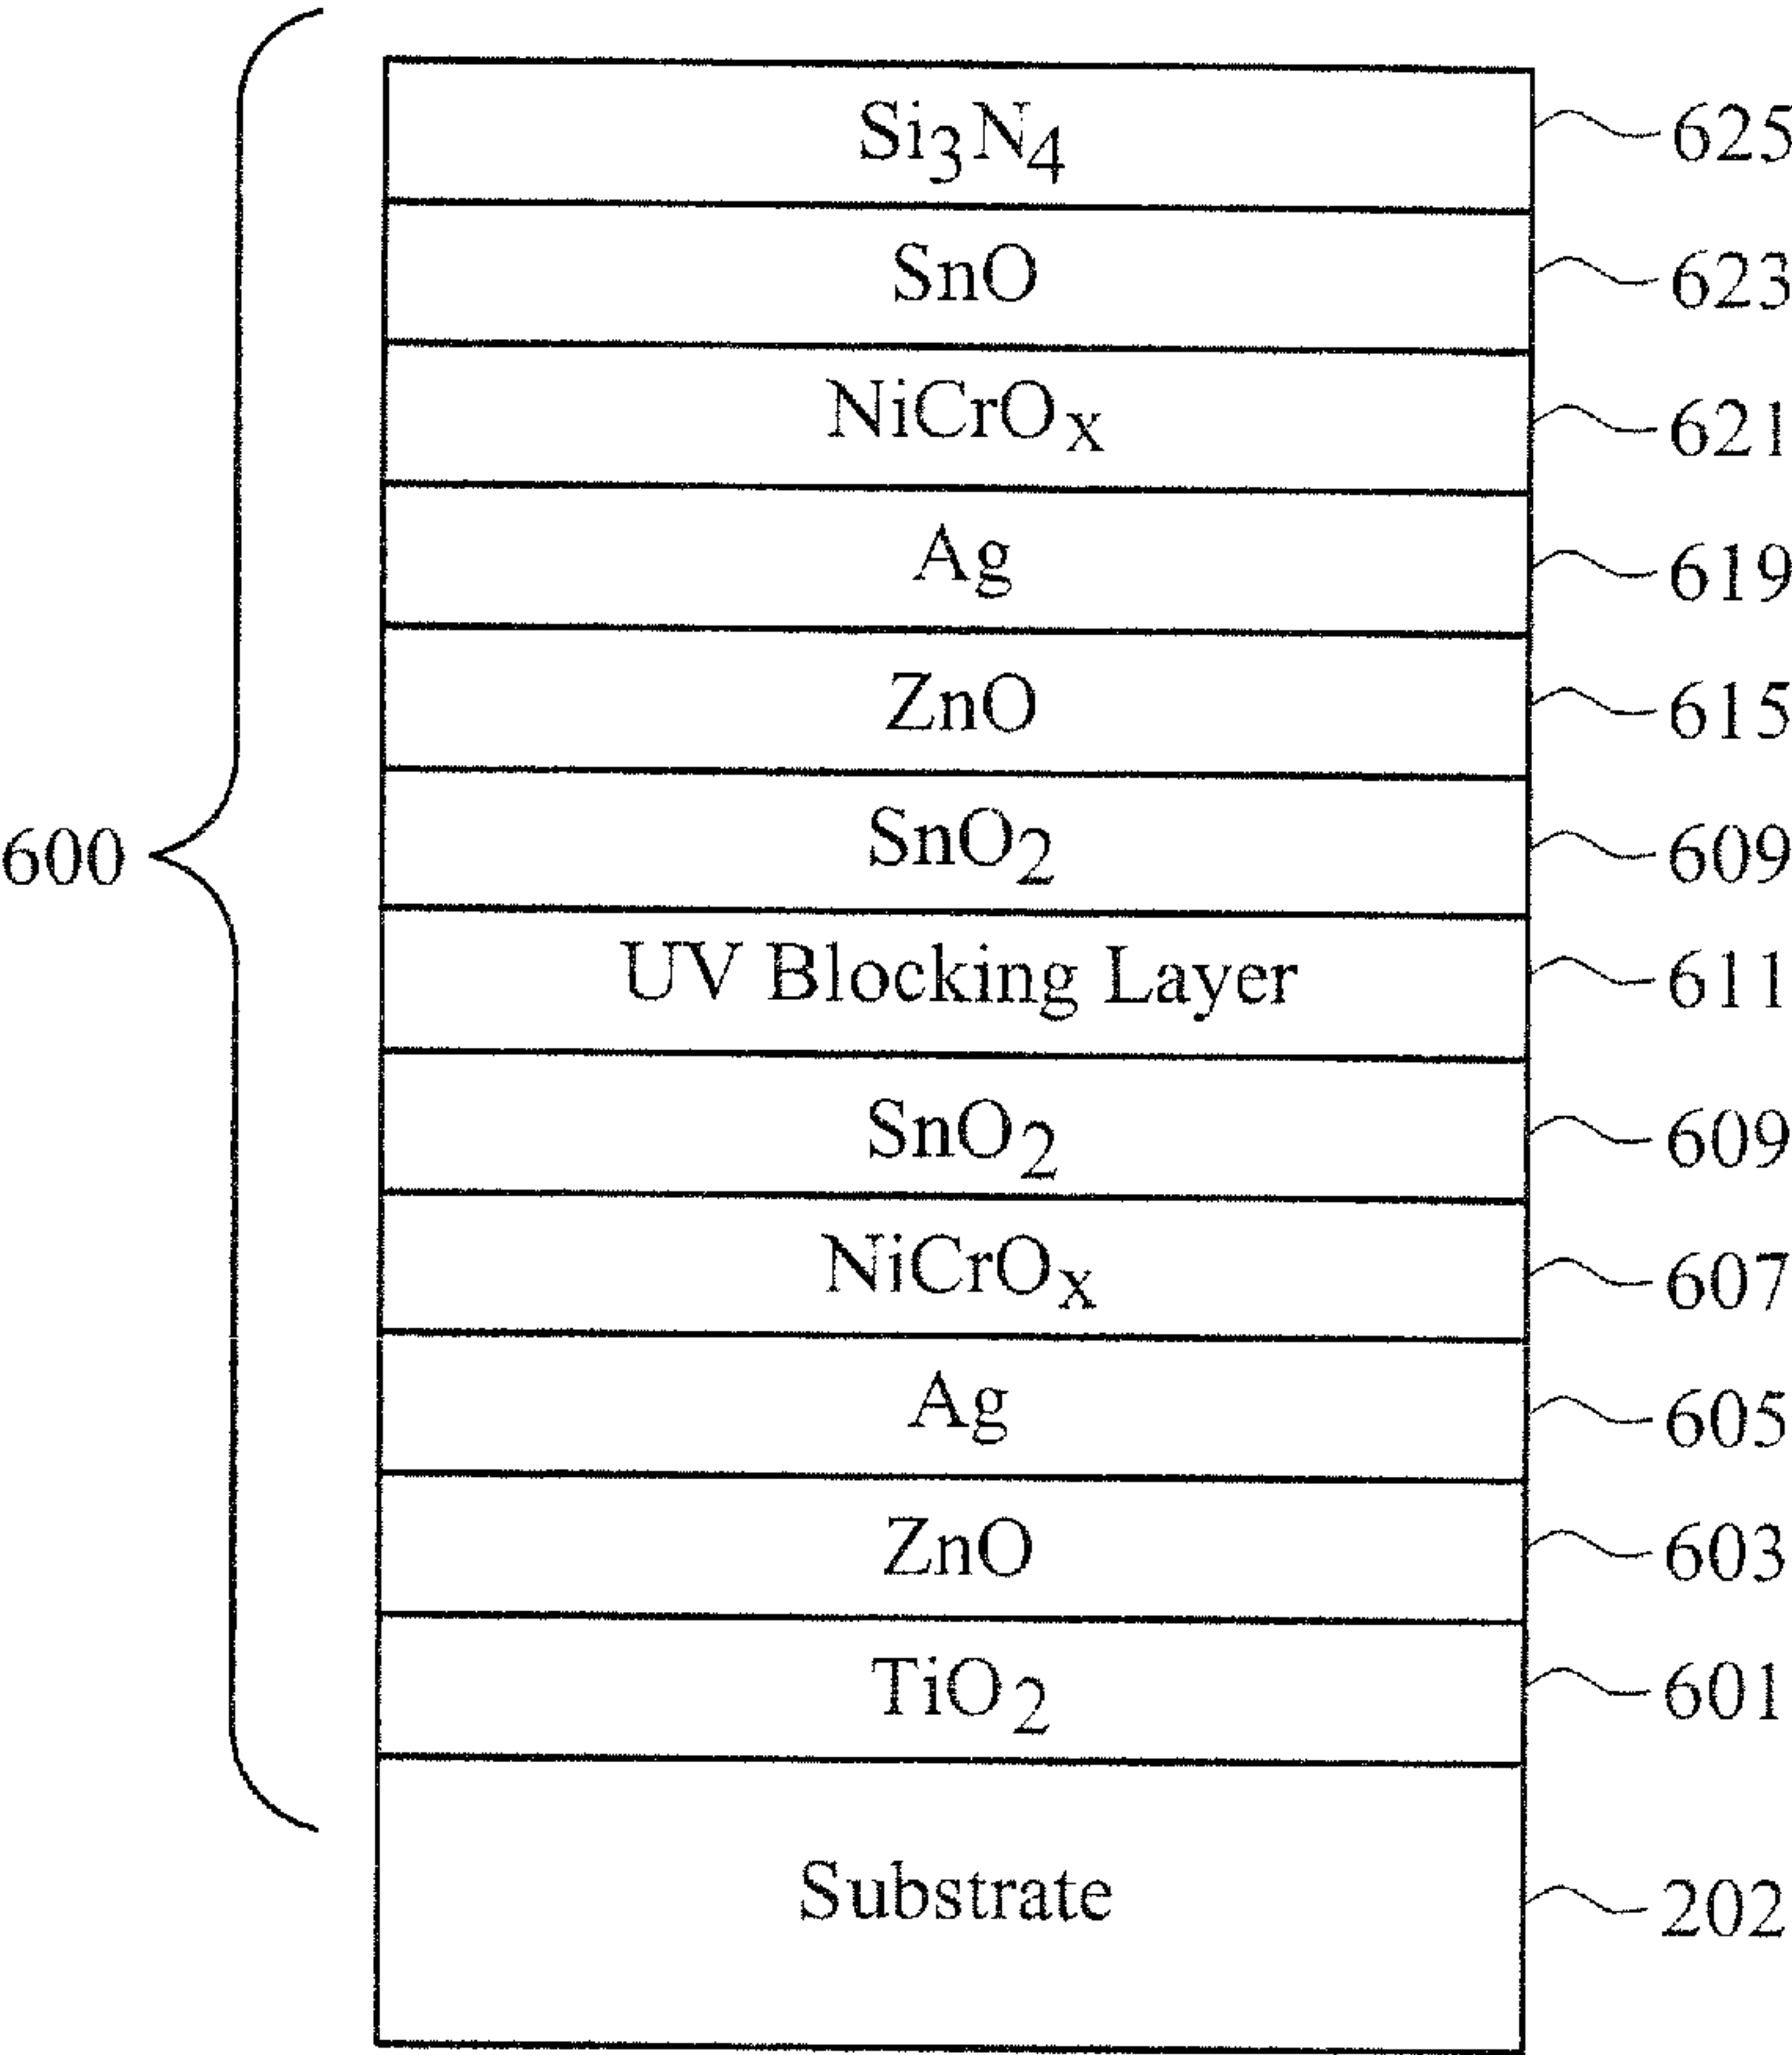 Si₃N₄ 625
SnO 623
NiCrOₓ 621
Ag 619
ZnO 615
SnO₂ 609
600
UV Blocking Layer 611
SnO₂ 609
NiCrOₓ 607
Ag 605
ZnO 603
TiO₂ 601
Substrate 202